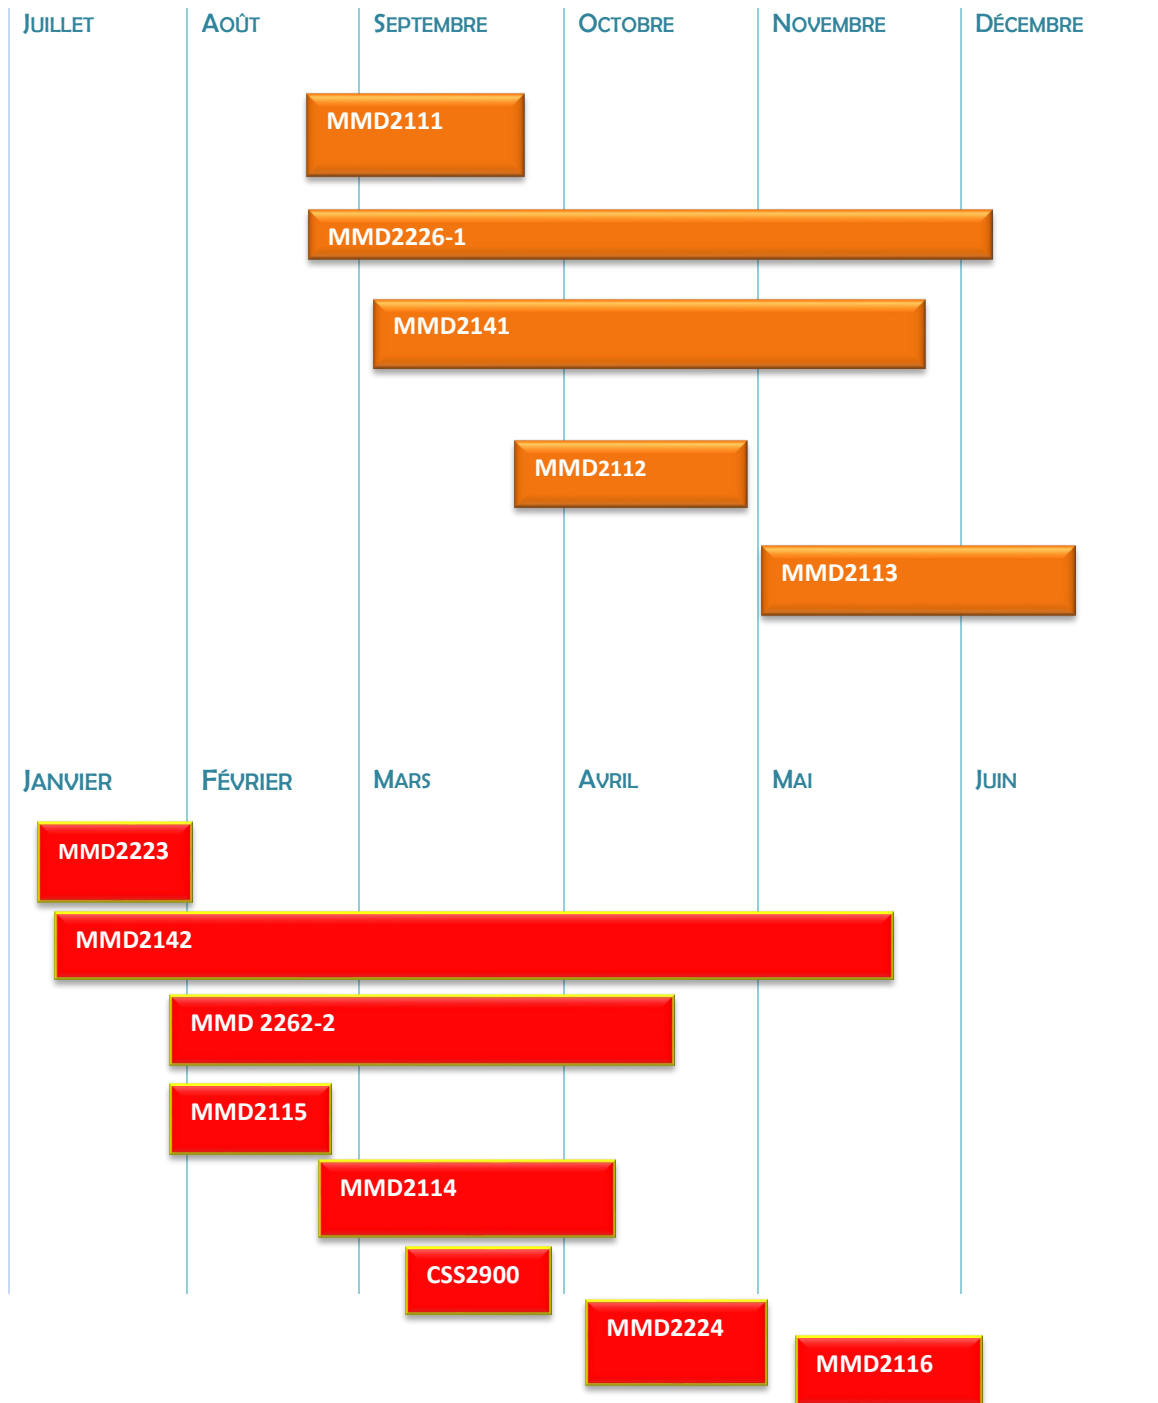 Juillet Août Septembre Octobre Novembre Décembre
MMD2111
MMD2226-1
MMD2141
MMD2112
MMD2113
Janvier Février Mars Avril Mai Juin
MMD2223
MMD2142
MMD 2262-2
MMD2115
MMD2114
CSS2900
MMD2224
MMD2116